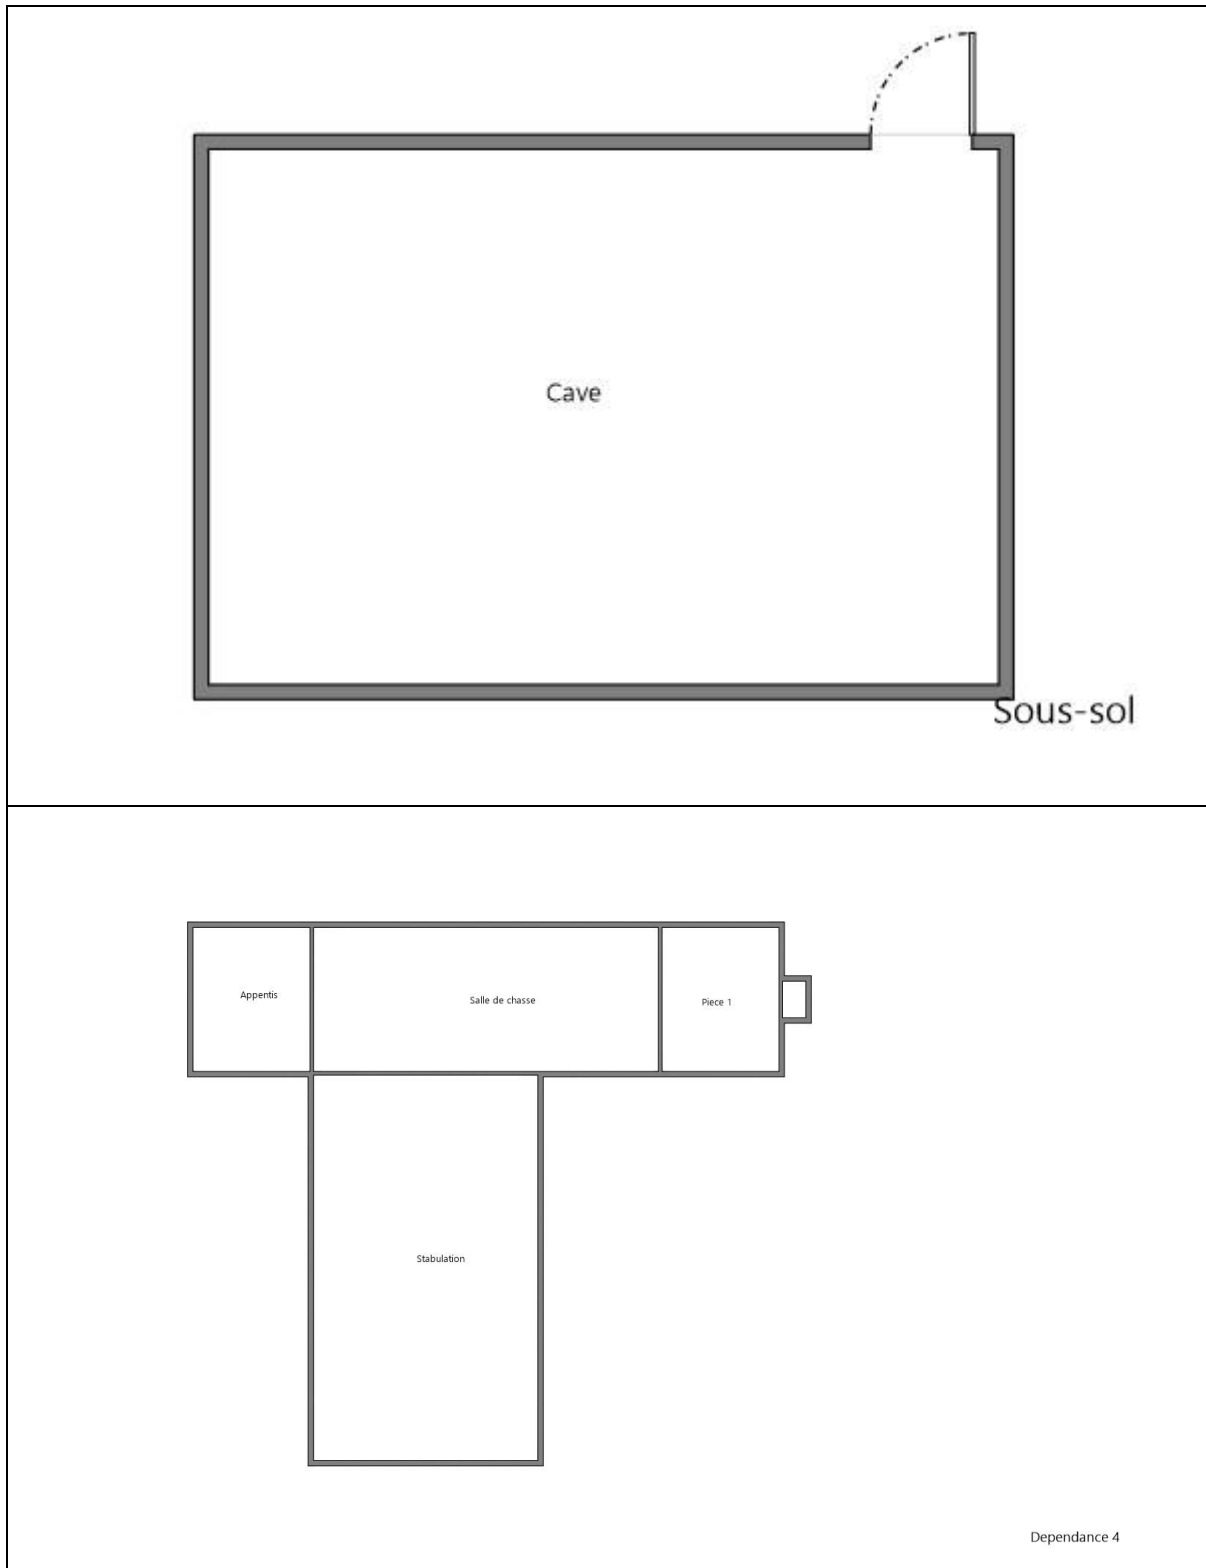 Cave
Sous-sol
Appentis
Salle de chasse
Piece 1
Stabulation
Dependance 4